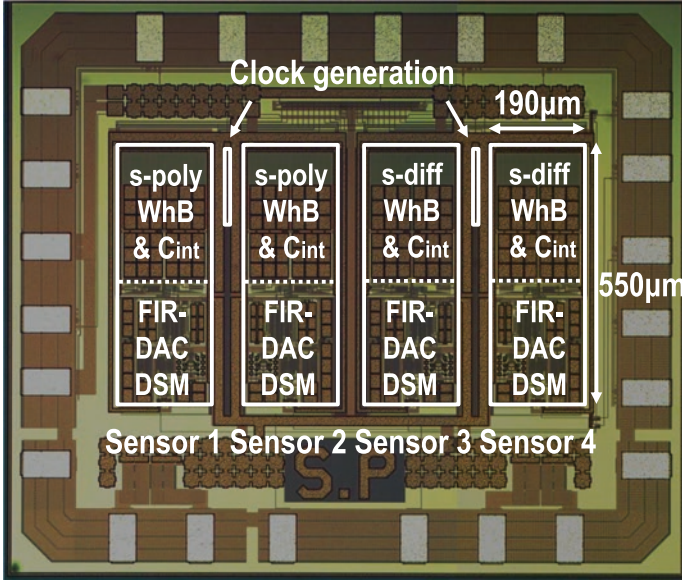 Clock generation
190µm
s-poly
WhB
& Cint
FIR-
DAC
DSM
s-poly
WhB
& Cint
FIR-
DAC
DSM
s-diff
WhB
& Cint
FIR-
DAC
DSM
s-diff
WhB
& Cint
FIR-
DAC
DSM
550µm
Sensor 1 Sensor 2 Sensor 3 Sensor 4
S.P